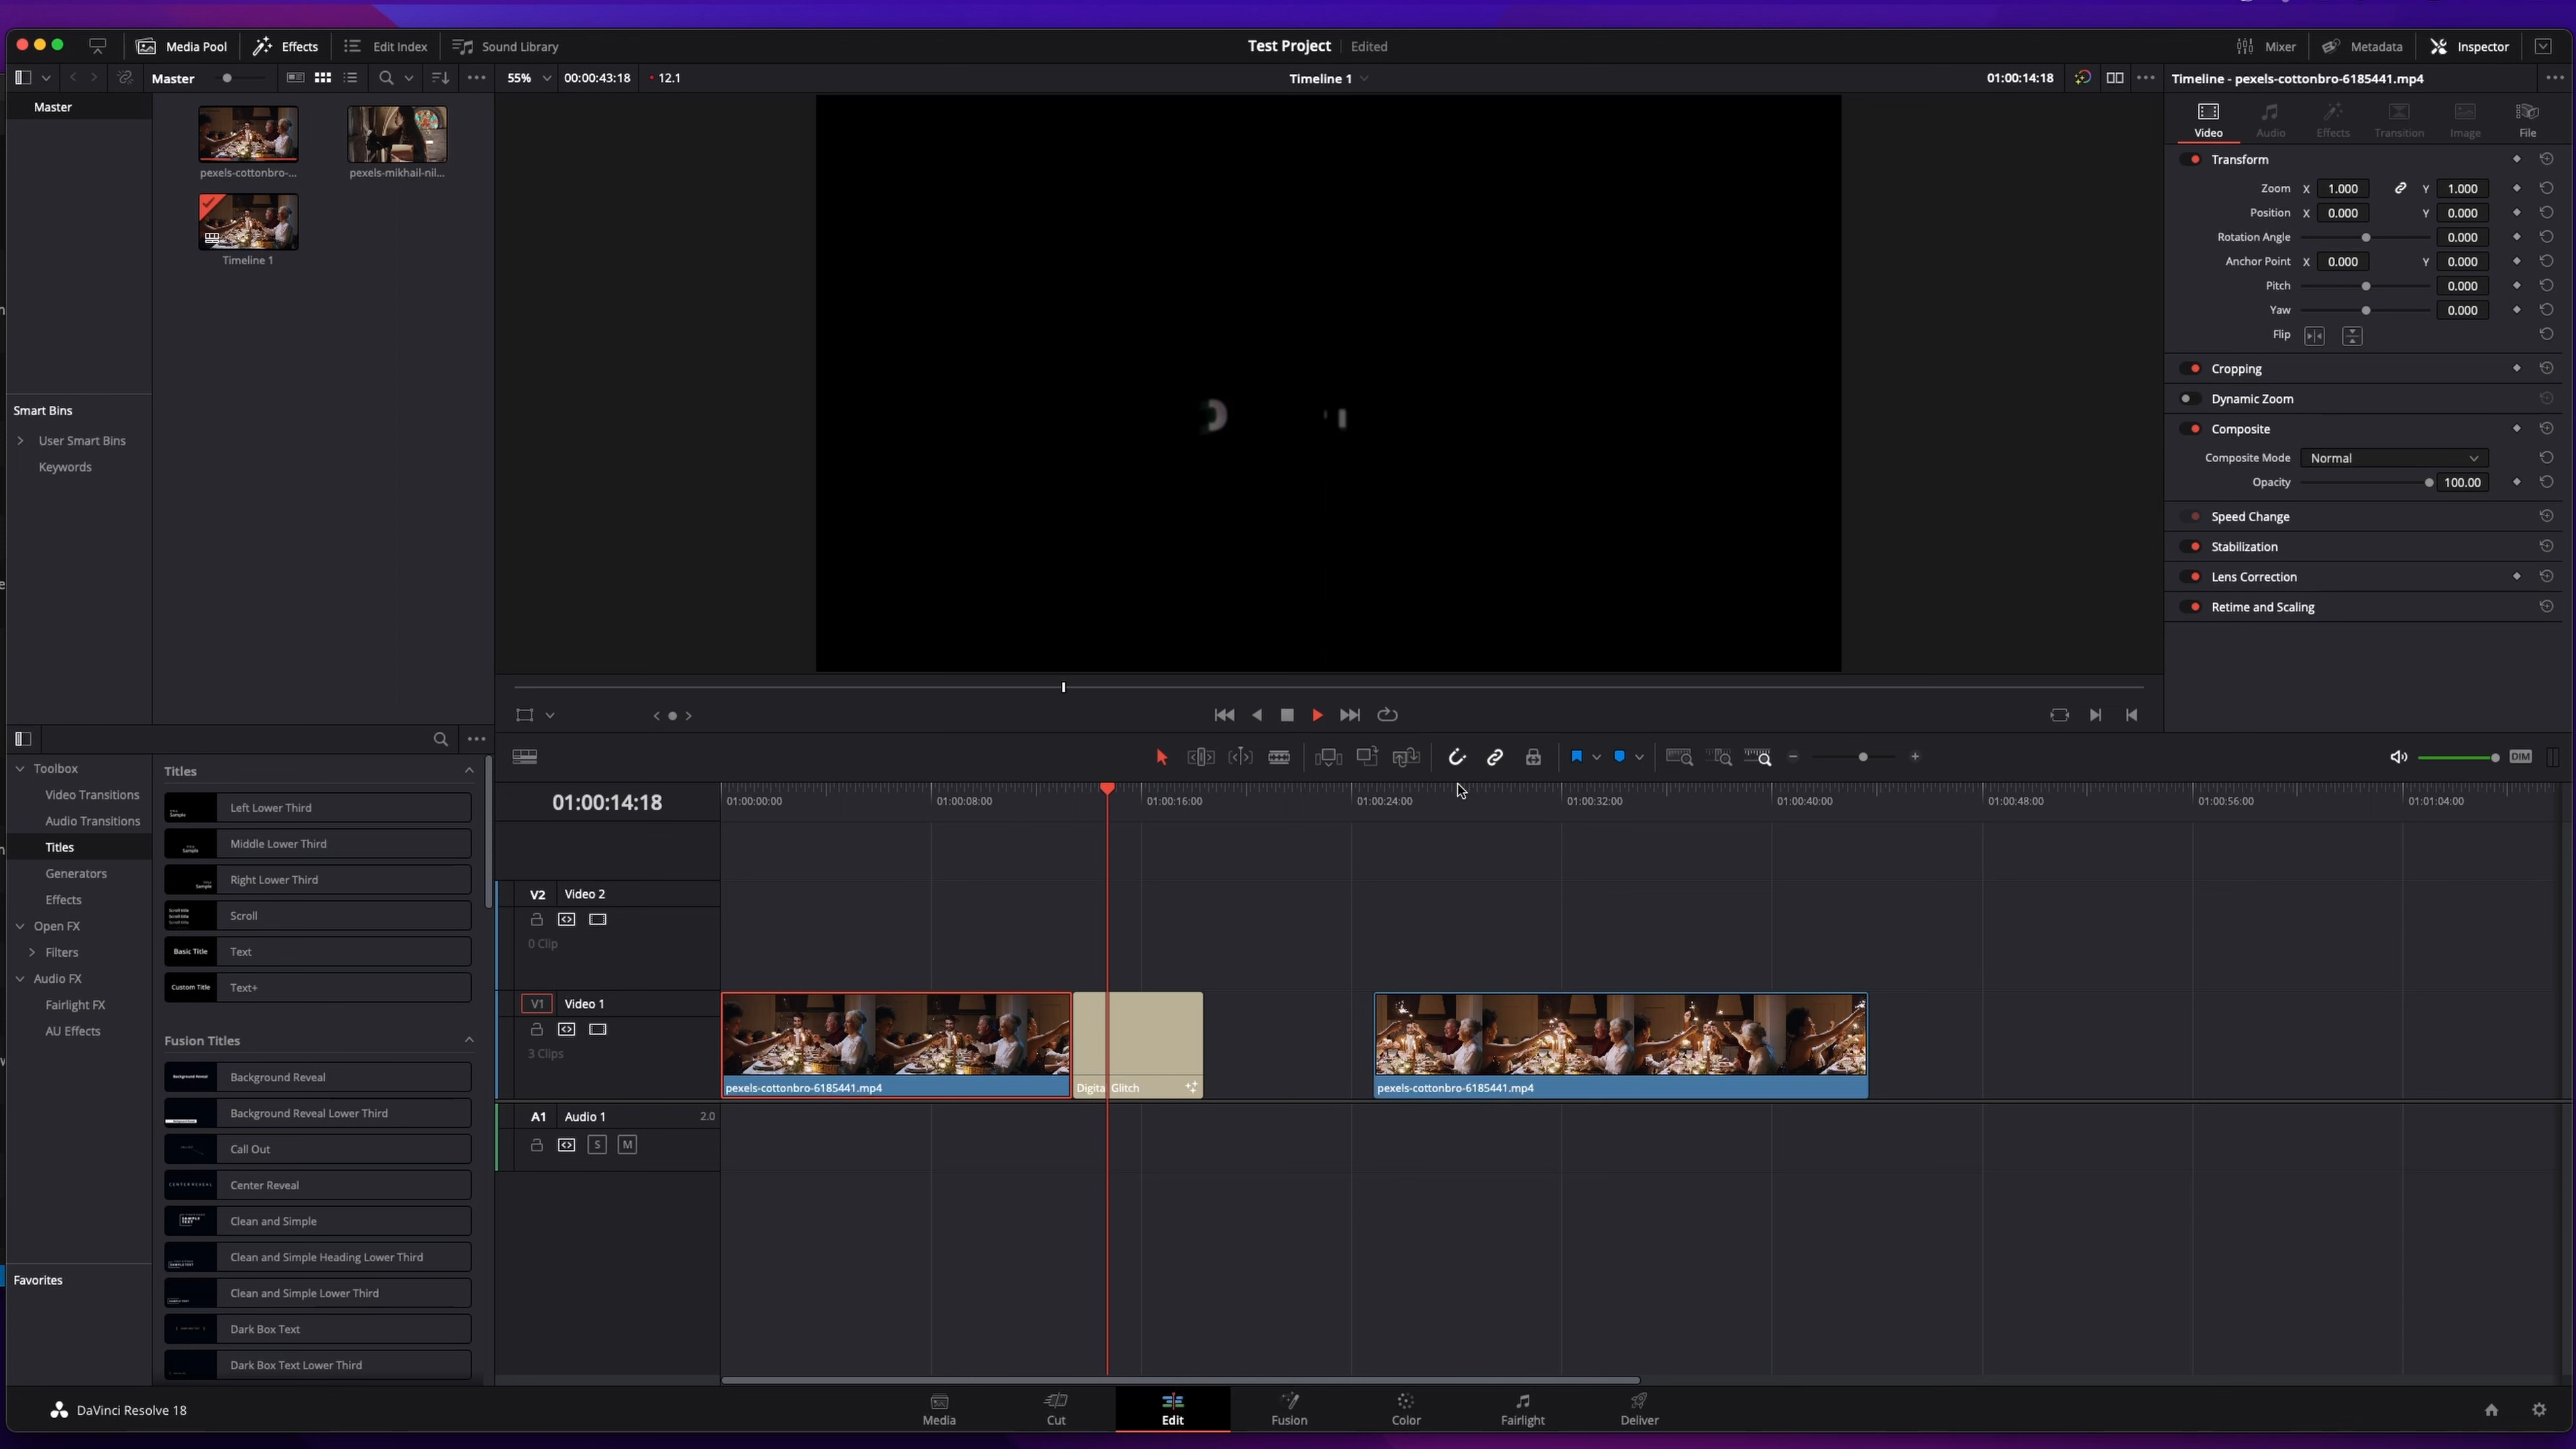 Media Pool Effects Edit Index Sound Library Test Project Edited Mixer Metadata Inspector
Master 55% 00:00:43:18 12.1 Timeline 1 01:00:14:18 Timeline - pexels-cottonbro-6185441.mp4
Master
pexels-cottonbro-... pexels-mikhail-nil...
Timeline 1
Smart Bins
User Smart Bins
Keywords
Video Audio Effects Transition Image File
Transform
Zoom X 1.000 Y 1.000
Position X 0.000 Y 0.000
Rotation Angle 0.000
Anchor Point X 0.000 Y 0.000
Pitch 0.000
Yaw 0.000
Flip
Cropping
Dynamic Zoom
Composite
Composite Mode Normal
Opacity 100.00
Speed Change
Stabilization
Lens Correction
Retime and Scaling
Toolbox
Video Transitions
Audio Transitions
Titles
Generators
Effects
Open FX
Filters
Audio FX
Fairlight FX
AU Effects
Favorites
Titles
Left Lower Third
Middle Lower Third
Right Lower Third
Scroll
Basic Title Text
Custom Title Text+
Fusion Titles
Background Reveal
Background Reveal Lower Third
Call Out
CENTER REVEAL Center Reveal
SAMPLE TEXT Clean and Simple
Clean and Simple Heading Lower Third
Clean and Simple Lower Third
Dark Box Text
Dark Box Text Lower Third
DIM
01:00:14:18 01:00:00:00 01:00:08:00 01:00:16:00 01:00:24:00 01:00:32:00 01:00:40:00 01:00:48:00 01:00:56:00 01:01:04:00
V2 Video 2
0 Clip
V1 Video 1
3 Clips
pexels-cottonbro-6185441.mp4 Digital Glitch pexels-cottonbro-6185441.mp4
A1 Audio 1 2.0
S M
DaVinci Resolve 18 Media Cut Edit Fusion Color Fairlight Deliver